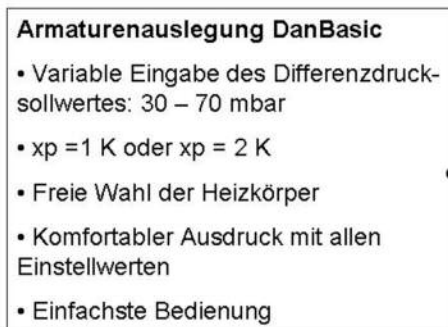 Armaturenauslegung DanBasic
• Variable Eingabe des Differenzdruck-
sollwertes: 30 – 70 mbar
• xp =1 K oder xp = 2 K
• Freie Wahl der Heizkörper
• Komfortabler Ausdruck mit allen
Einstellwerten
• Einfachste Bedienung